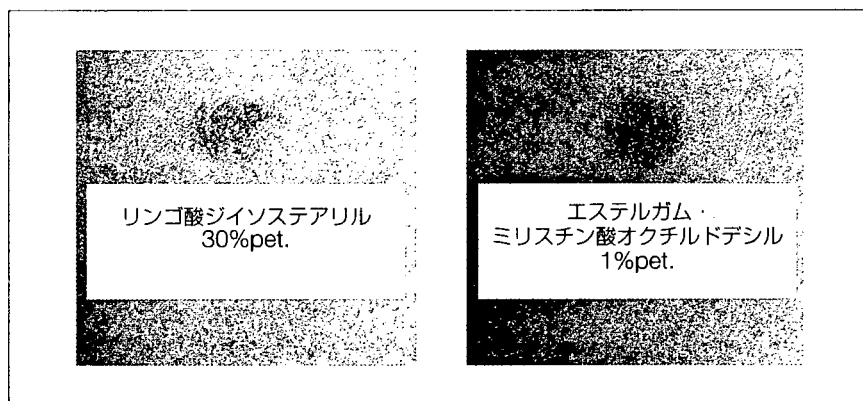 リンゴ酸ジイソステアリル
30%pet.
エステルガム・
ミリスチン酸オクチルドデシル
1%pet.